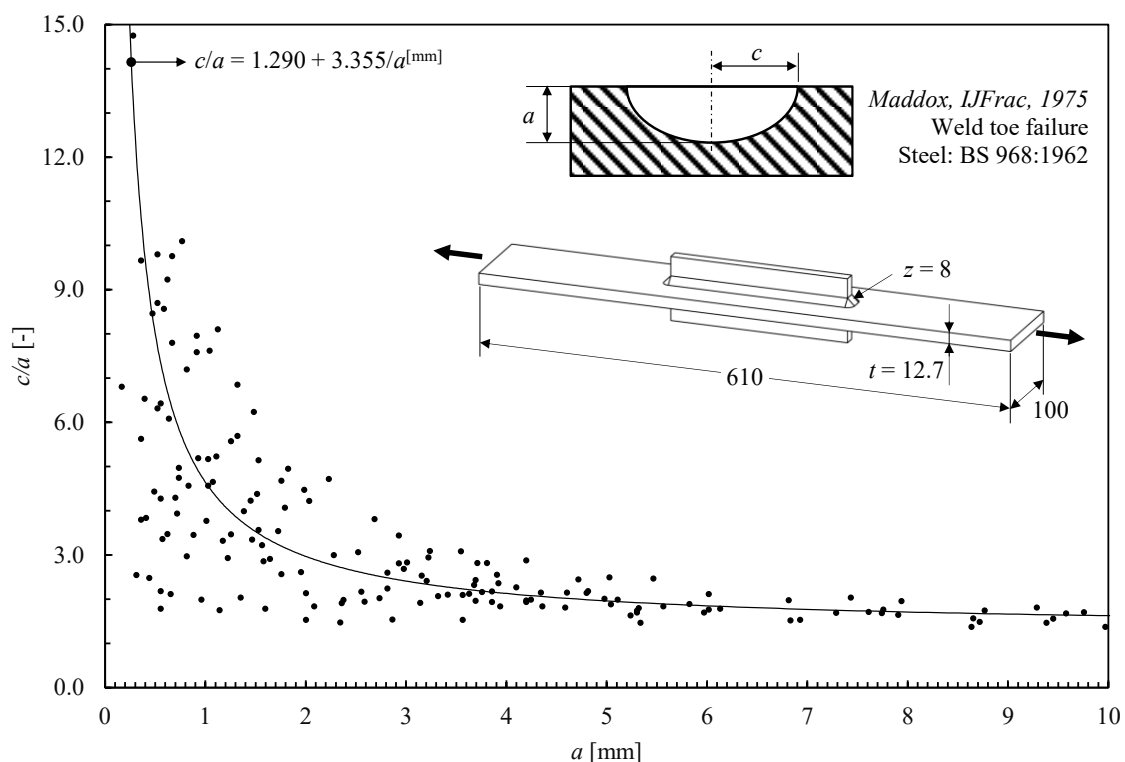 15.0
12.0
9.0
6.0
3.0
0.0
c/a [-]
0 1 2 3 4 5 6 7 8 9 10
a [mm]
c/a = 1.290 + 3.355/a[mm]
c
a
Maddox, IJFrac, 1975
Weld toe failure
Steel: BS 968:1962
z = 8
t = 12.7
610
100